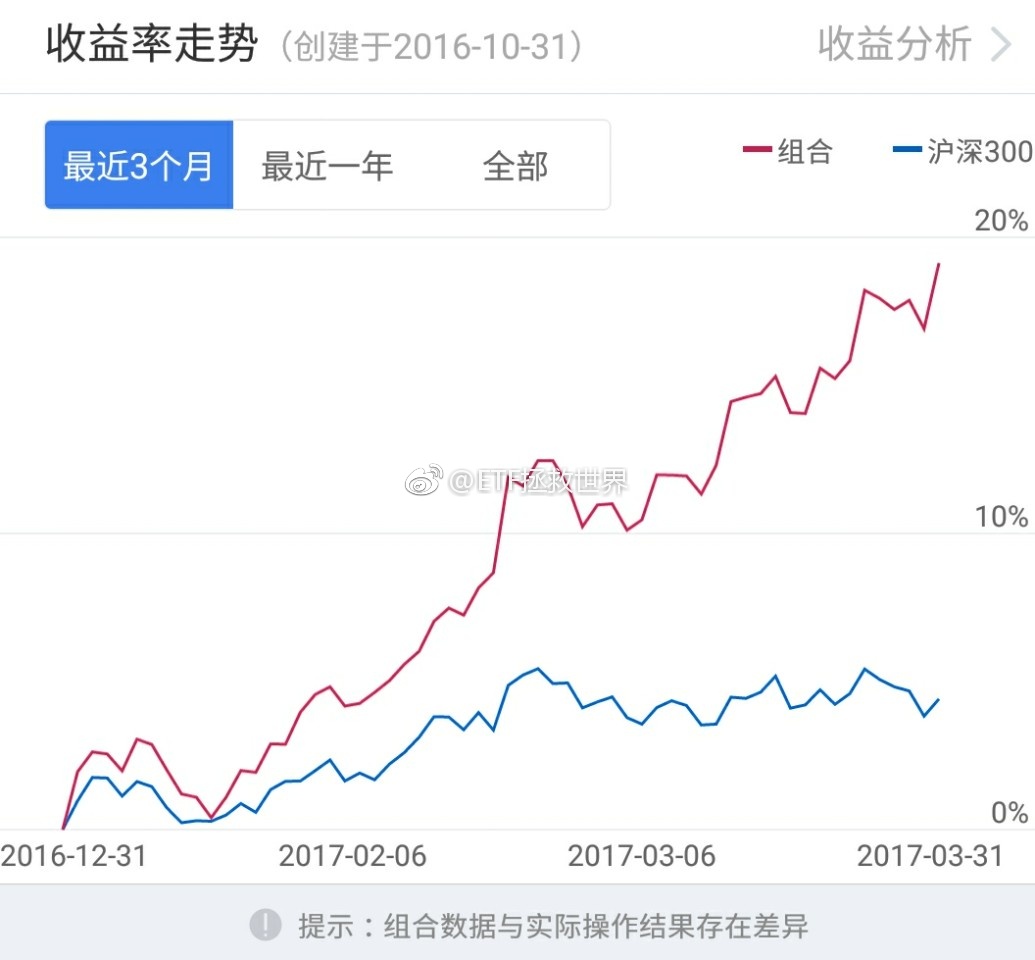 收益率走势（创建于2016-10-31） 收益分析
最近3个月 最近一年 全部
组合 沪深300
20%
@ETF拯救世界
10%
0%
2016-12-31 2017-02-06 2017-03-06 2017-03-31
提示：组合数据与实际操作结果存在差异